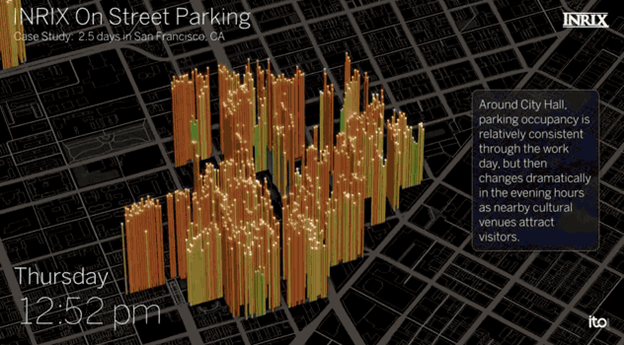 INRIX On Street Parking
Case Study: 2.5 days in San Francisco, CA
INRIX
Around City Hall,
parking occupancy is
relatively consistent
through the work
day, but then
changes dramatically
in the evening hours
as nearby cultural
venues attract
visitors.
Thursday
12:52 pm
ito